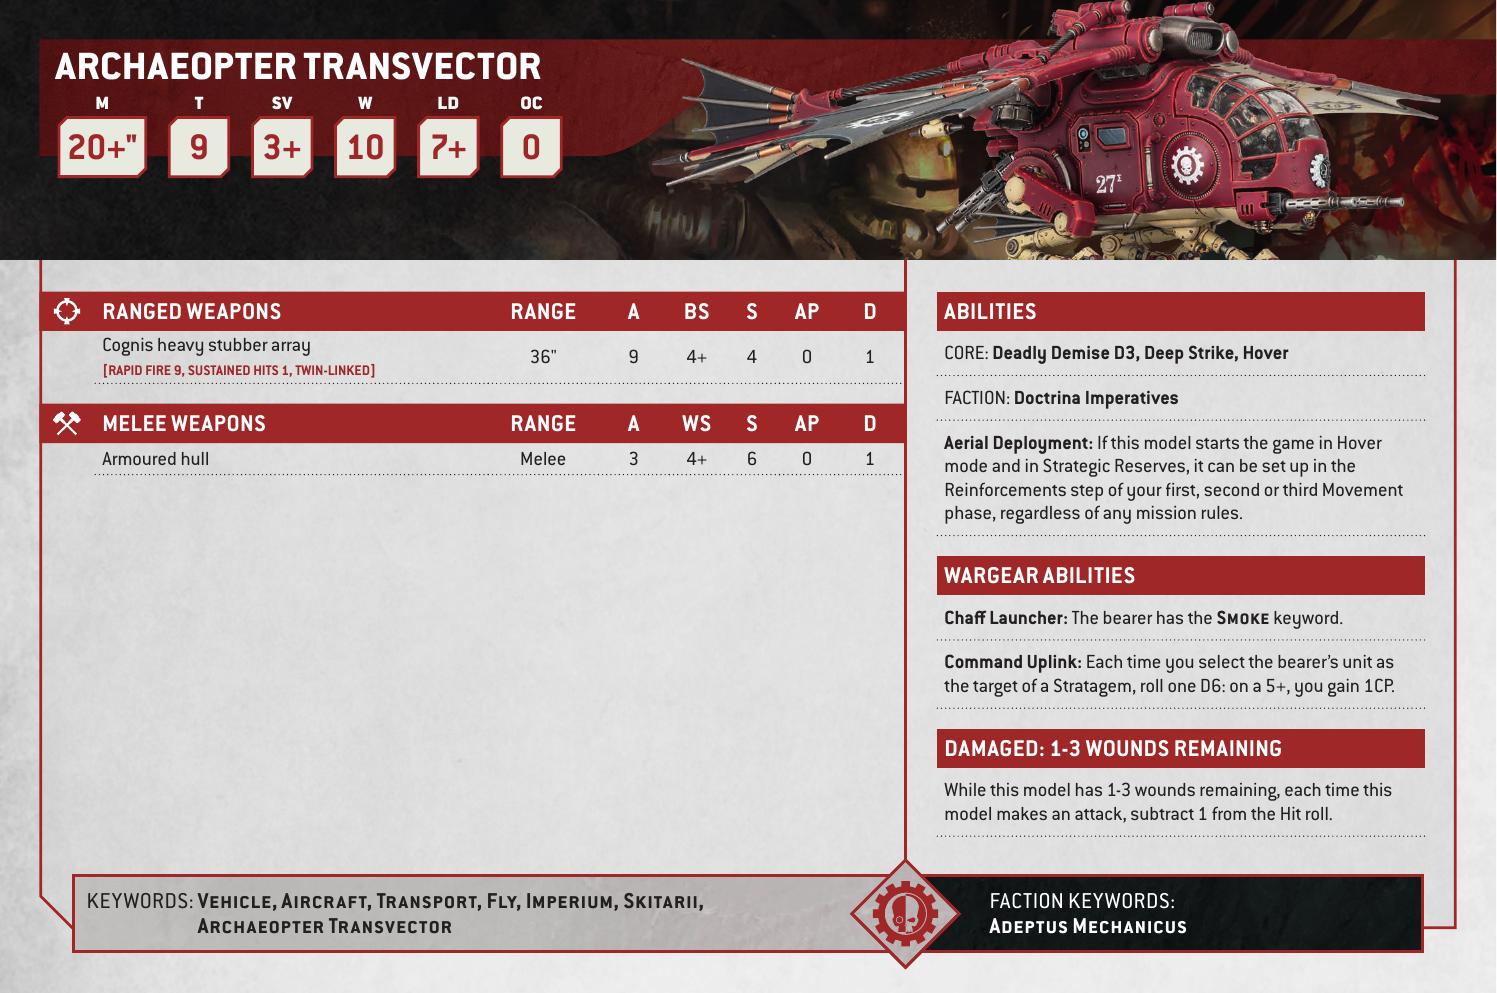 ARCHAEOPTER TRANSVECTOR
M T SV W LD OC
20+" 9 3+ 10 7+ 0
27
RANGED WEAPONS RANGE A BS S AP D
Cognis heavy stubber array 36" 9 4+ 4 0 1
[RAPID FIRE 9, SUSTAINED HITS 1, TWIN-LINKED]
MELEE WEAPONS RANGE A WS S AP D
Armoured hull Melee 3 4+ 6 0 1
ABILITIES
CORE: Deadly Demise D3, Deep Strike, Hover
FACTION: Doctrina Imperatives
Aerial Deployment: If this model starts the game in Hover
mode and in Strategic Reserves, it can be set up in the
Reinforcements step of your first, second or third Movement
phase, regardless of any mission rules.
WARGEAR ABILITIES
Chaff Launcher: The bearer has the SMOKE keyword.
Command Uplink: Each time you select the bearer's unit as
the target of a Stratagem, roll one D6: on a 5+, you gain 1CP.
DAMAGED: 1-3 WOUNDS REMAINING
While this model has 1-3 wounds remaining, each time this
model makes an attack, subtract 1 from the Hit roll.
KEYWORDS: VEHICLE, AIRCRAFT, TRANSPORT, FLY, IMPERIUM, SKITARII,
ARCHAEOPTER TRANSVECTOR
FACTION KEYWORDS:
ADEPTUS MECHANICUS